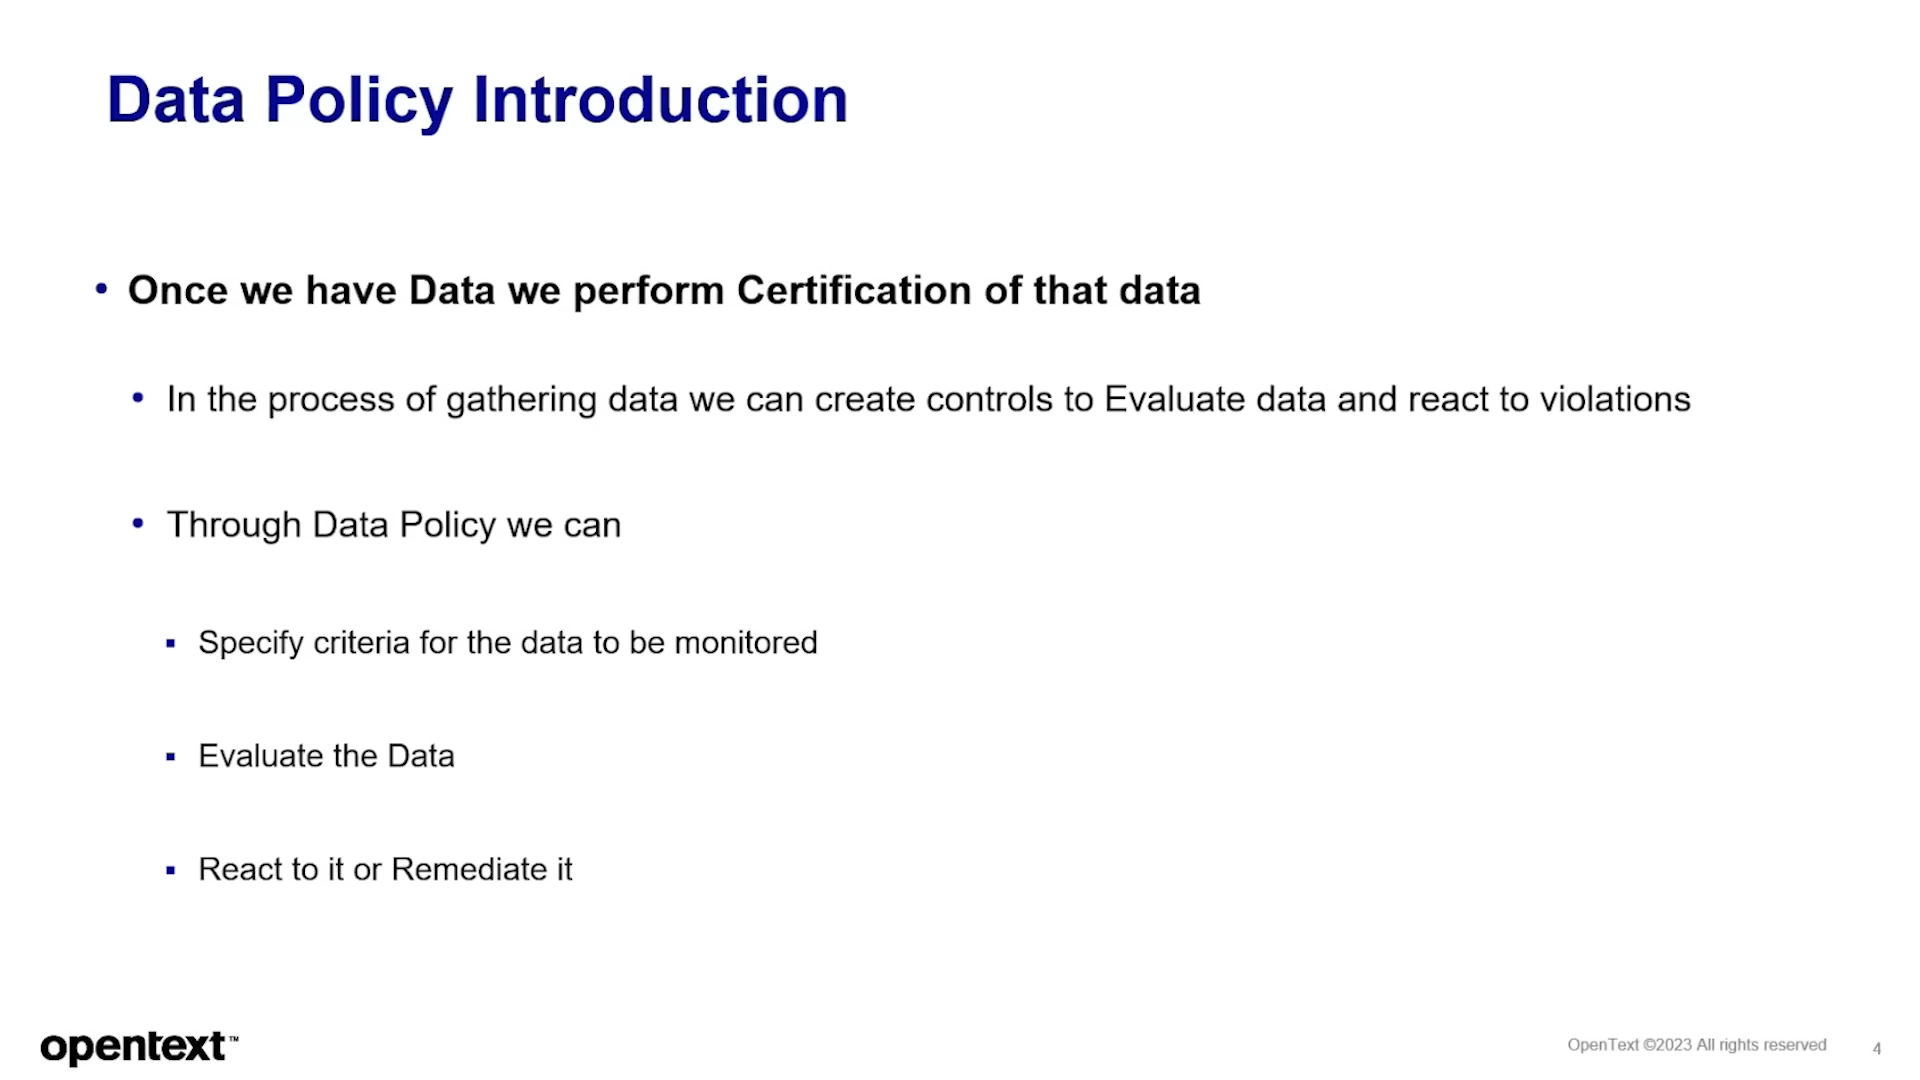 Data Policy Introduction
• Once we have Data we perform Certification of that data
• In the process of gathering data we can create controls to Evaluate data and react to violations
• Through Data Policy we can
▪ Specify criteria for the data to be monitored
▪ Evaluate the Data
▪ React to it or Remediate it
opentext™
OpenText ©2023 All rights reserved 4